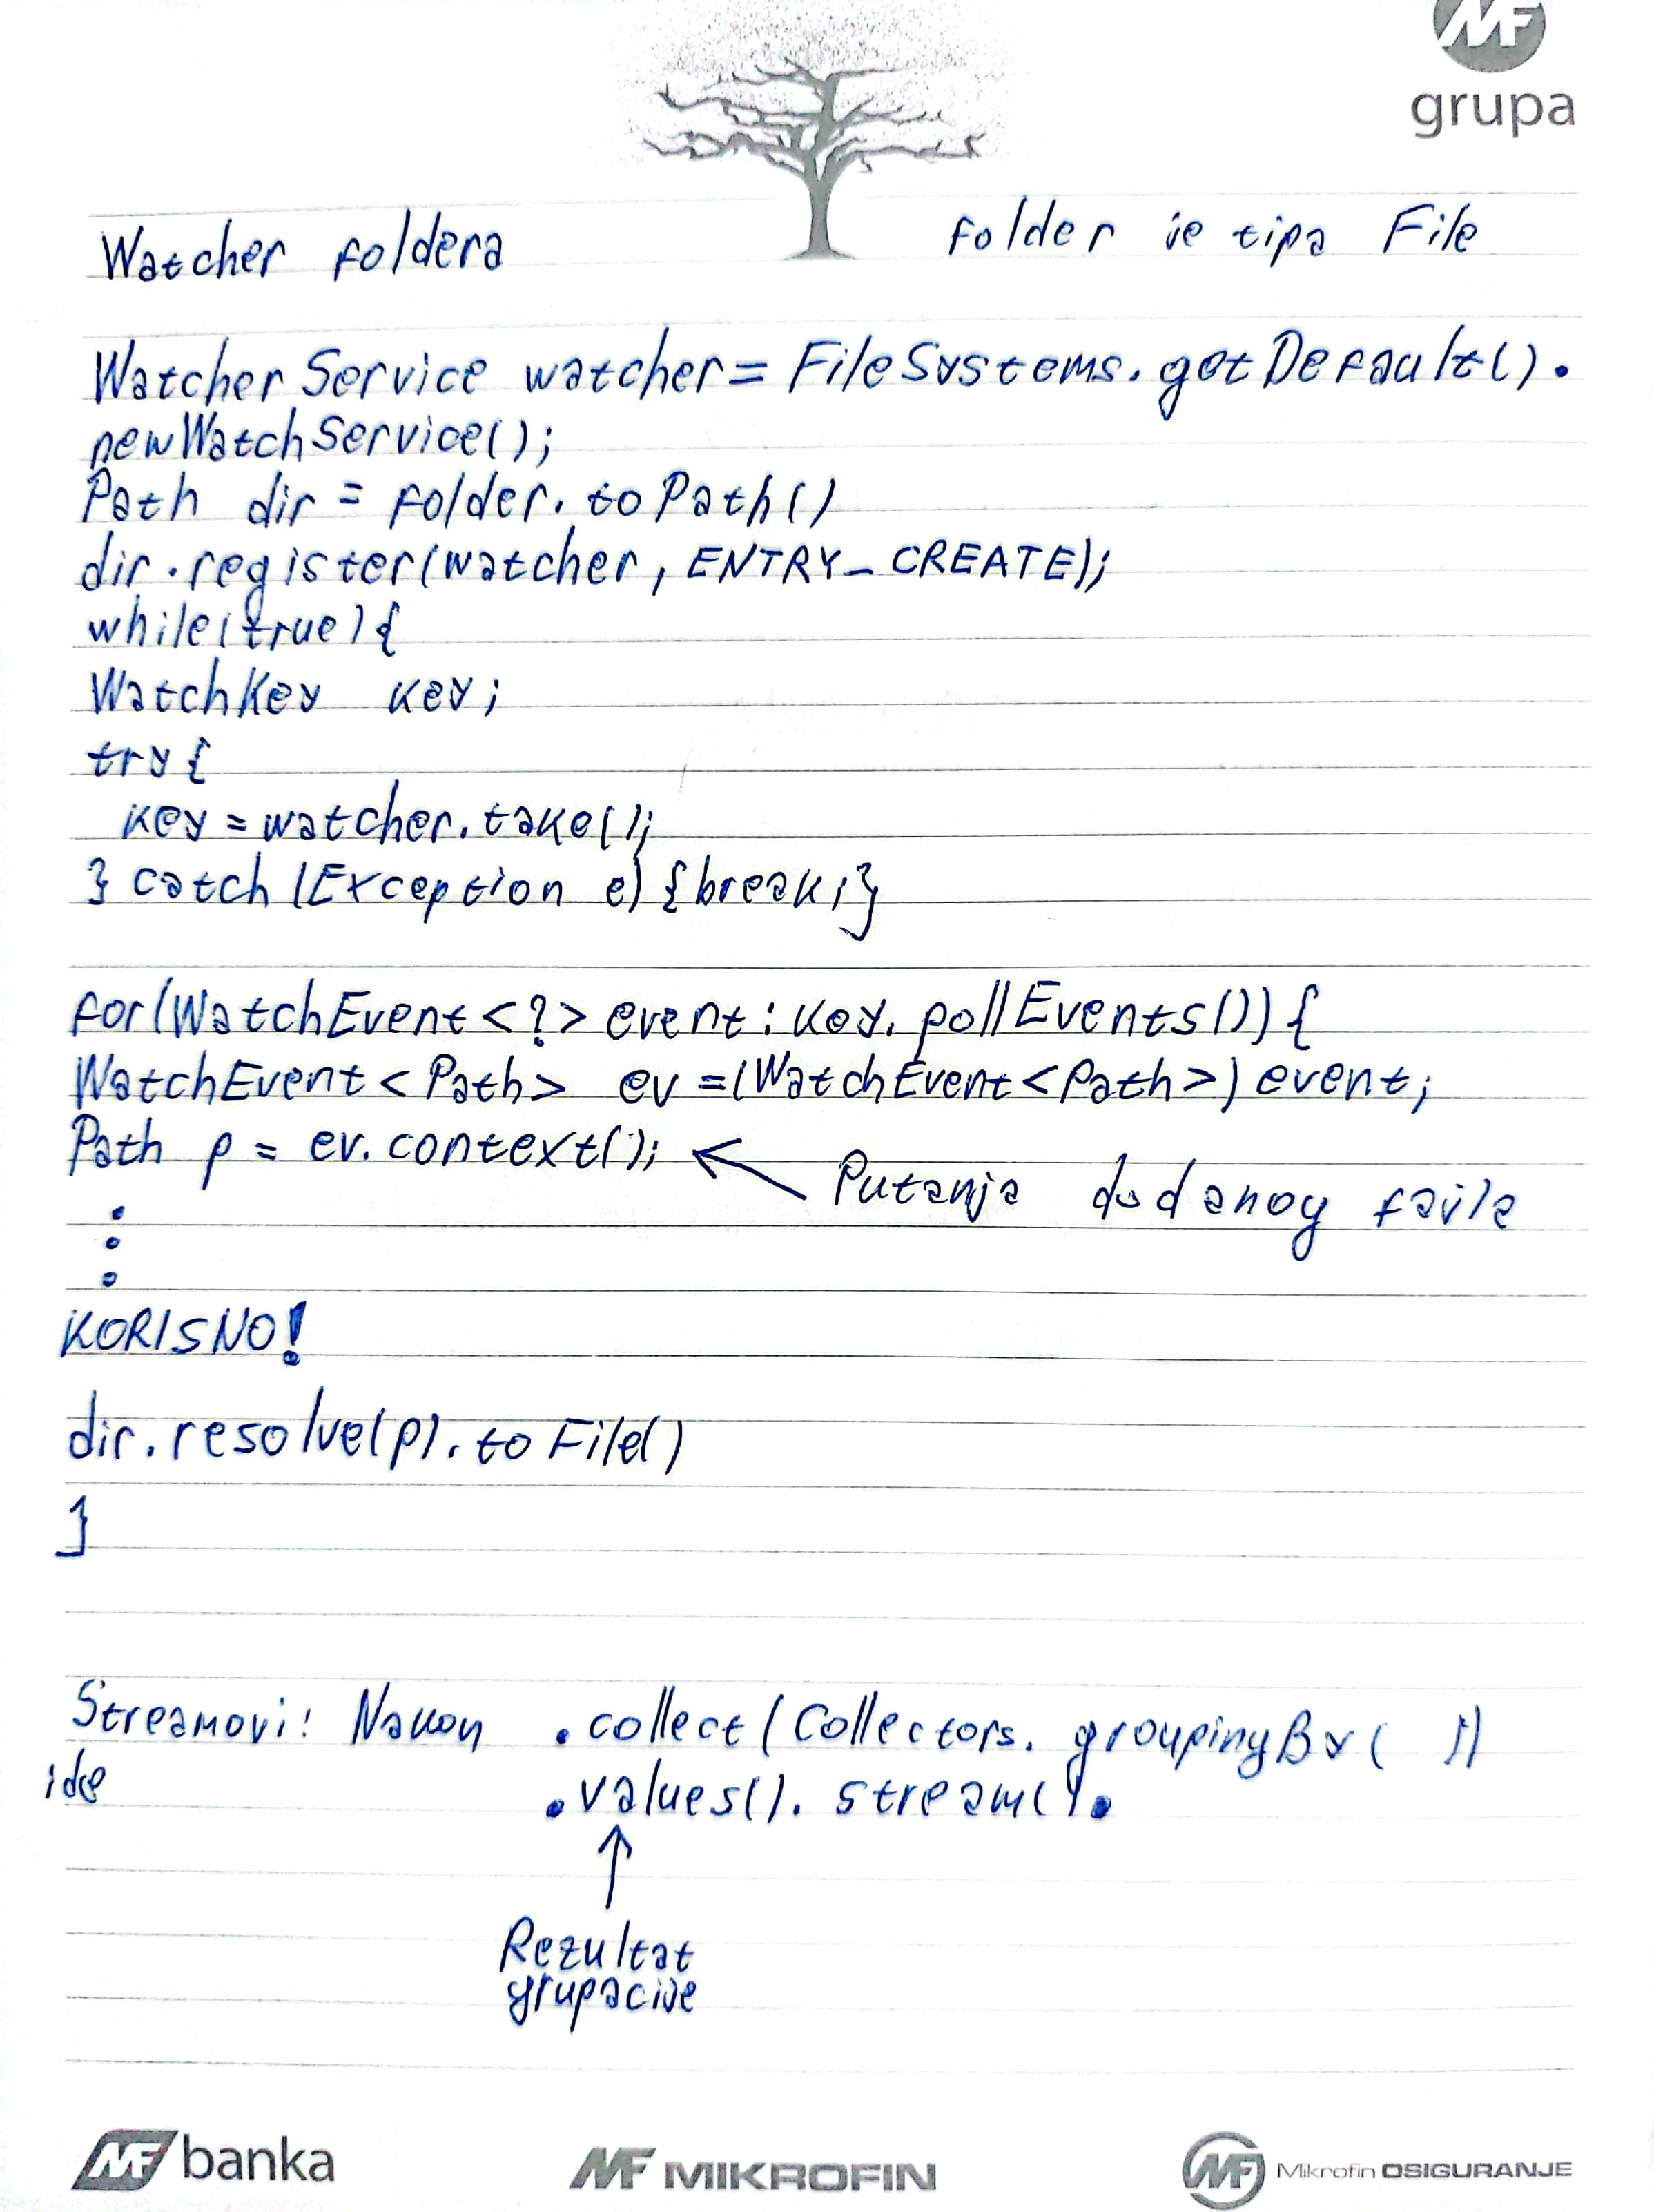 MF
grupa
Watcher foldera
folder je tipa File
WatcherService watcher = FileSystems.getDefault().
newWatchService();
Path dir = folder.toPath()
dir.register(watcher, ENTRY_CREATE);
while(true){
WatchKey key;
try{
key = watcher.take();
} catch (Exception e) {break;}
for(WatchEvent<?> event : key.pollEvents()){
WatchEvent<Path> ev = (WatchEvent<Path>) event;
Path p = ev.context(); ← Putanja dodanog fajla
⋮
KORISNO!
dir.resolve(p).toFile()
}
Streamovi: Nakon .collect(Collectors.groupingBy( ))
ide .values().stream().
↑
Rezultat
grupacije
MF banka
MF MIKROFIN
MF Mikrofin OSIGURANJE